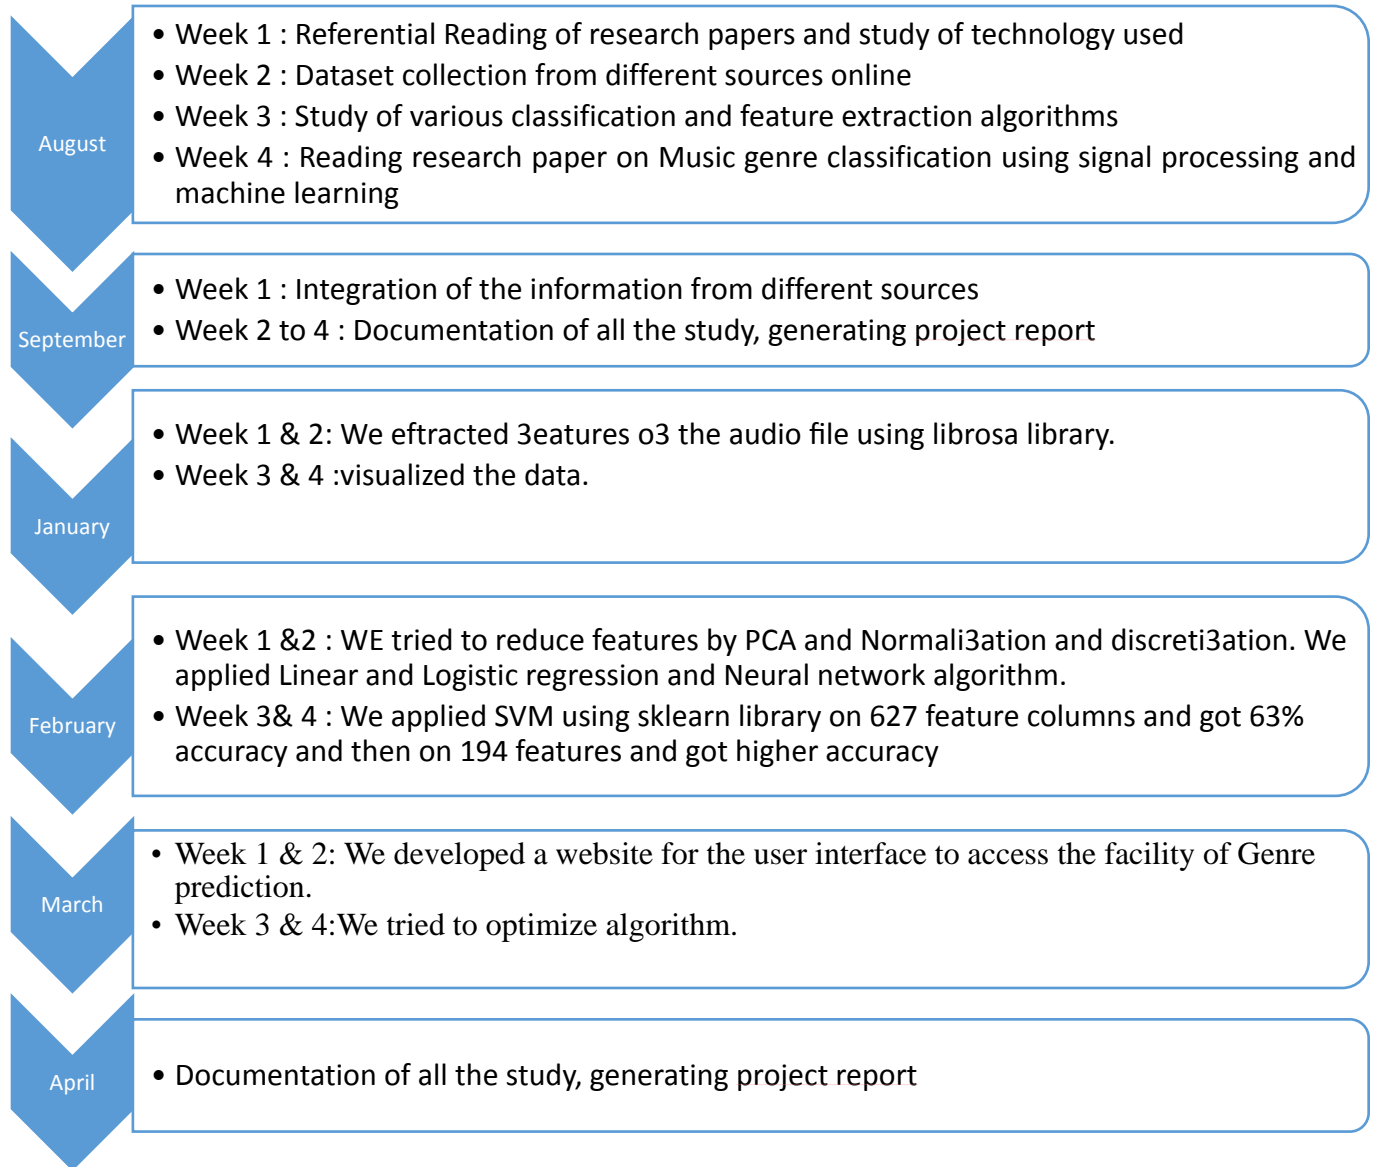 August
• Week 1 : Referential Reading of research papers and study of technology used
• Week 2 : Dataset collection from different sources online
• Week 3 : Study of various classification and feature extraction algorithms
• Week 4 : Reading research paper on Music genre classification using signal processing and
machine learning
September
• Week 1 : Integration of the information from different sources
• Week 2 to 4 : Documentation of all the study, generating project report
January
• Week 1 & 2: We eftracted 3eatures o3 the audio file using librosa library.
• Week 3 & 4 :visualized the data.
February
• Week 1 &2 : WE tried to reduce features by PCA and Normali3ation and discreti3ation. We
applied Linear and Logistic regression and Neural network algorithm.
• Week 3& 4 : We applied SVM using sklearn library on 627 feature columns and got 63%
accuracy and then on 194 features and got higher accuracy
March
• Week 1 & 2: We developed a website for the user interface to access the facility of Genre
prediction.
• Week 3 & 4:We tried to optimize algorithm.
April
• Documentation of all the study, generating project report